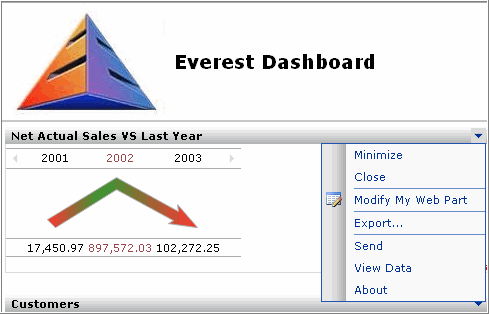 Everest Dashboard
Net Actual Sales VS Last Year
2001 2002 2003
17,450.97 897,572.03 102,272.25
Minimize
Close
Modify My Web Part
Export...
Send
View Data
About
Customers